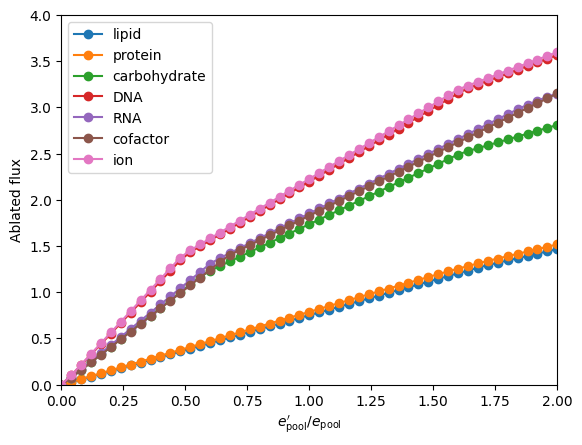 4.0
3.5
3.0
2.5
2.0
1.5
1.0
0.5
0.0
Ablated flux
lipid
protein
carbohydrate
DNA
RNA
cofactor
ion
0.00 0.25 0.50 0.75 1.00 1.25 1.50 1.75 2.00
e′pool/epool